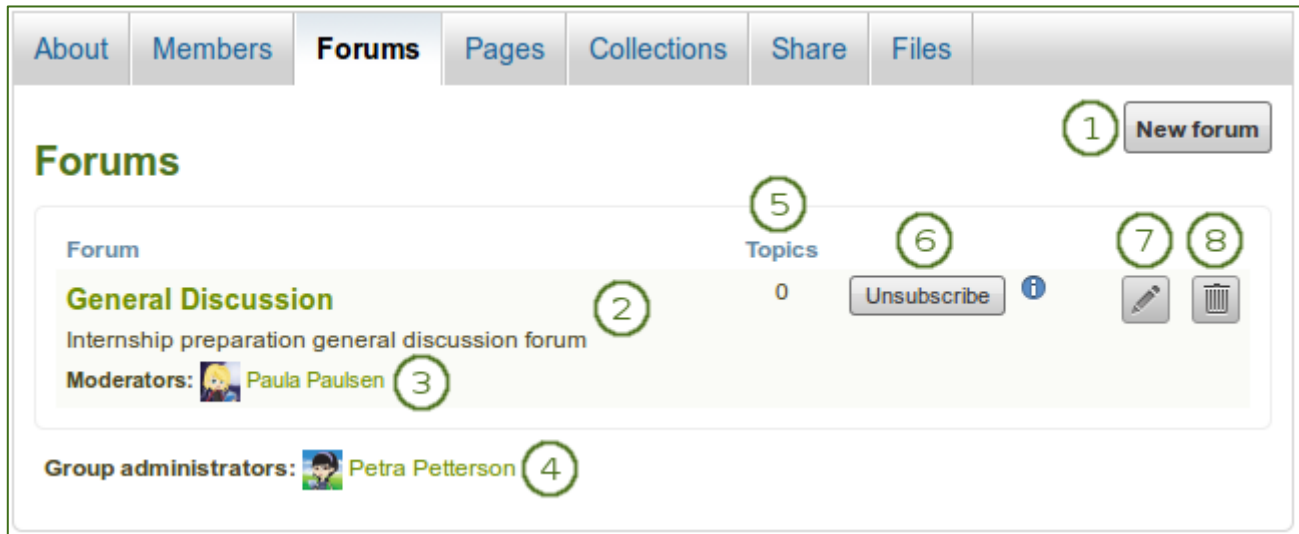 About Members Forums Pages Collections Share Files
1 New forum
Forums
5 6 7 8
Forum Topics
General Discussion 2 0 Unsubscribe i
Internship preparation general discussion forum
Moderators: Paula Paulsen 3
Group administrators: Petra Petterson 4